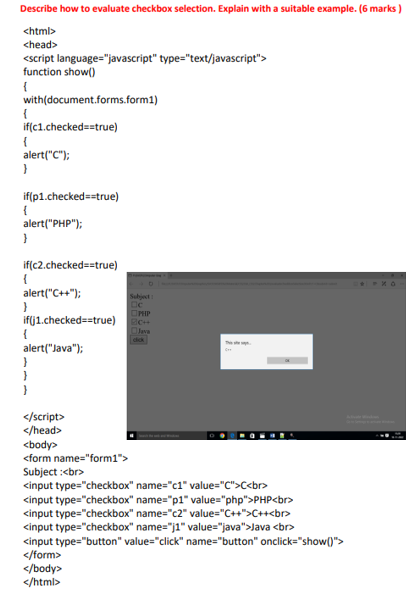 Describe how to evaluate checkbox selection. Explain with a suitable example. (6 marks )
<html>
<head>
<script language="javascript" type="text/javascript">
function show()
{
with(document.forms.form1)
{
if(c1.checked==true)
{
alert("C");
}
if(p1.checked==true)
{
alert("PHP");
}
if(c2.checked==true)
{
alert("C++");
}
if(j1.checked==true)
{
alert("Java");
}
}
}
Subject :
C
PHP
C++
Java
click
This site says...
C++
OK
</script>
</head>
<body>
<form name="form1">
Subject :<br>
<input type="checkbox" name="c1" value="C">C<br>
<input type="checkbox" name="p1" value="php">PHP<br>
<input type="checkbox" name="c2" value="C++">C++<br>
<input type="checkbox" name="j1" value="java">Java <br>
<input type="button" value="click" name="button" onclick="show()">
</form>
</body>
</html>